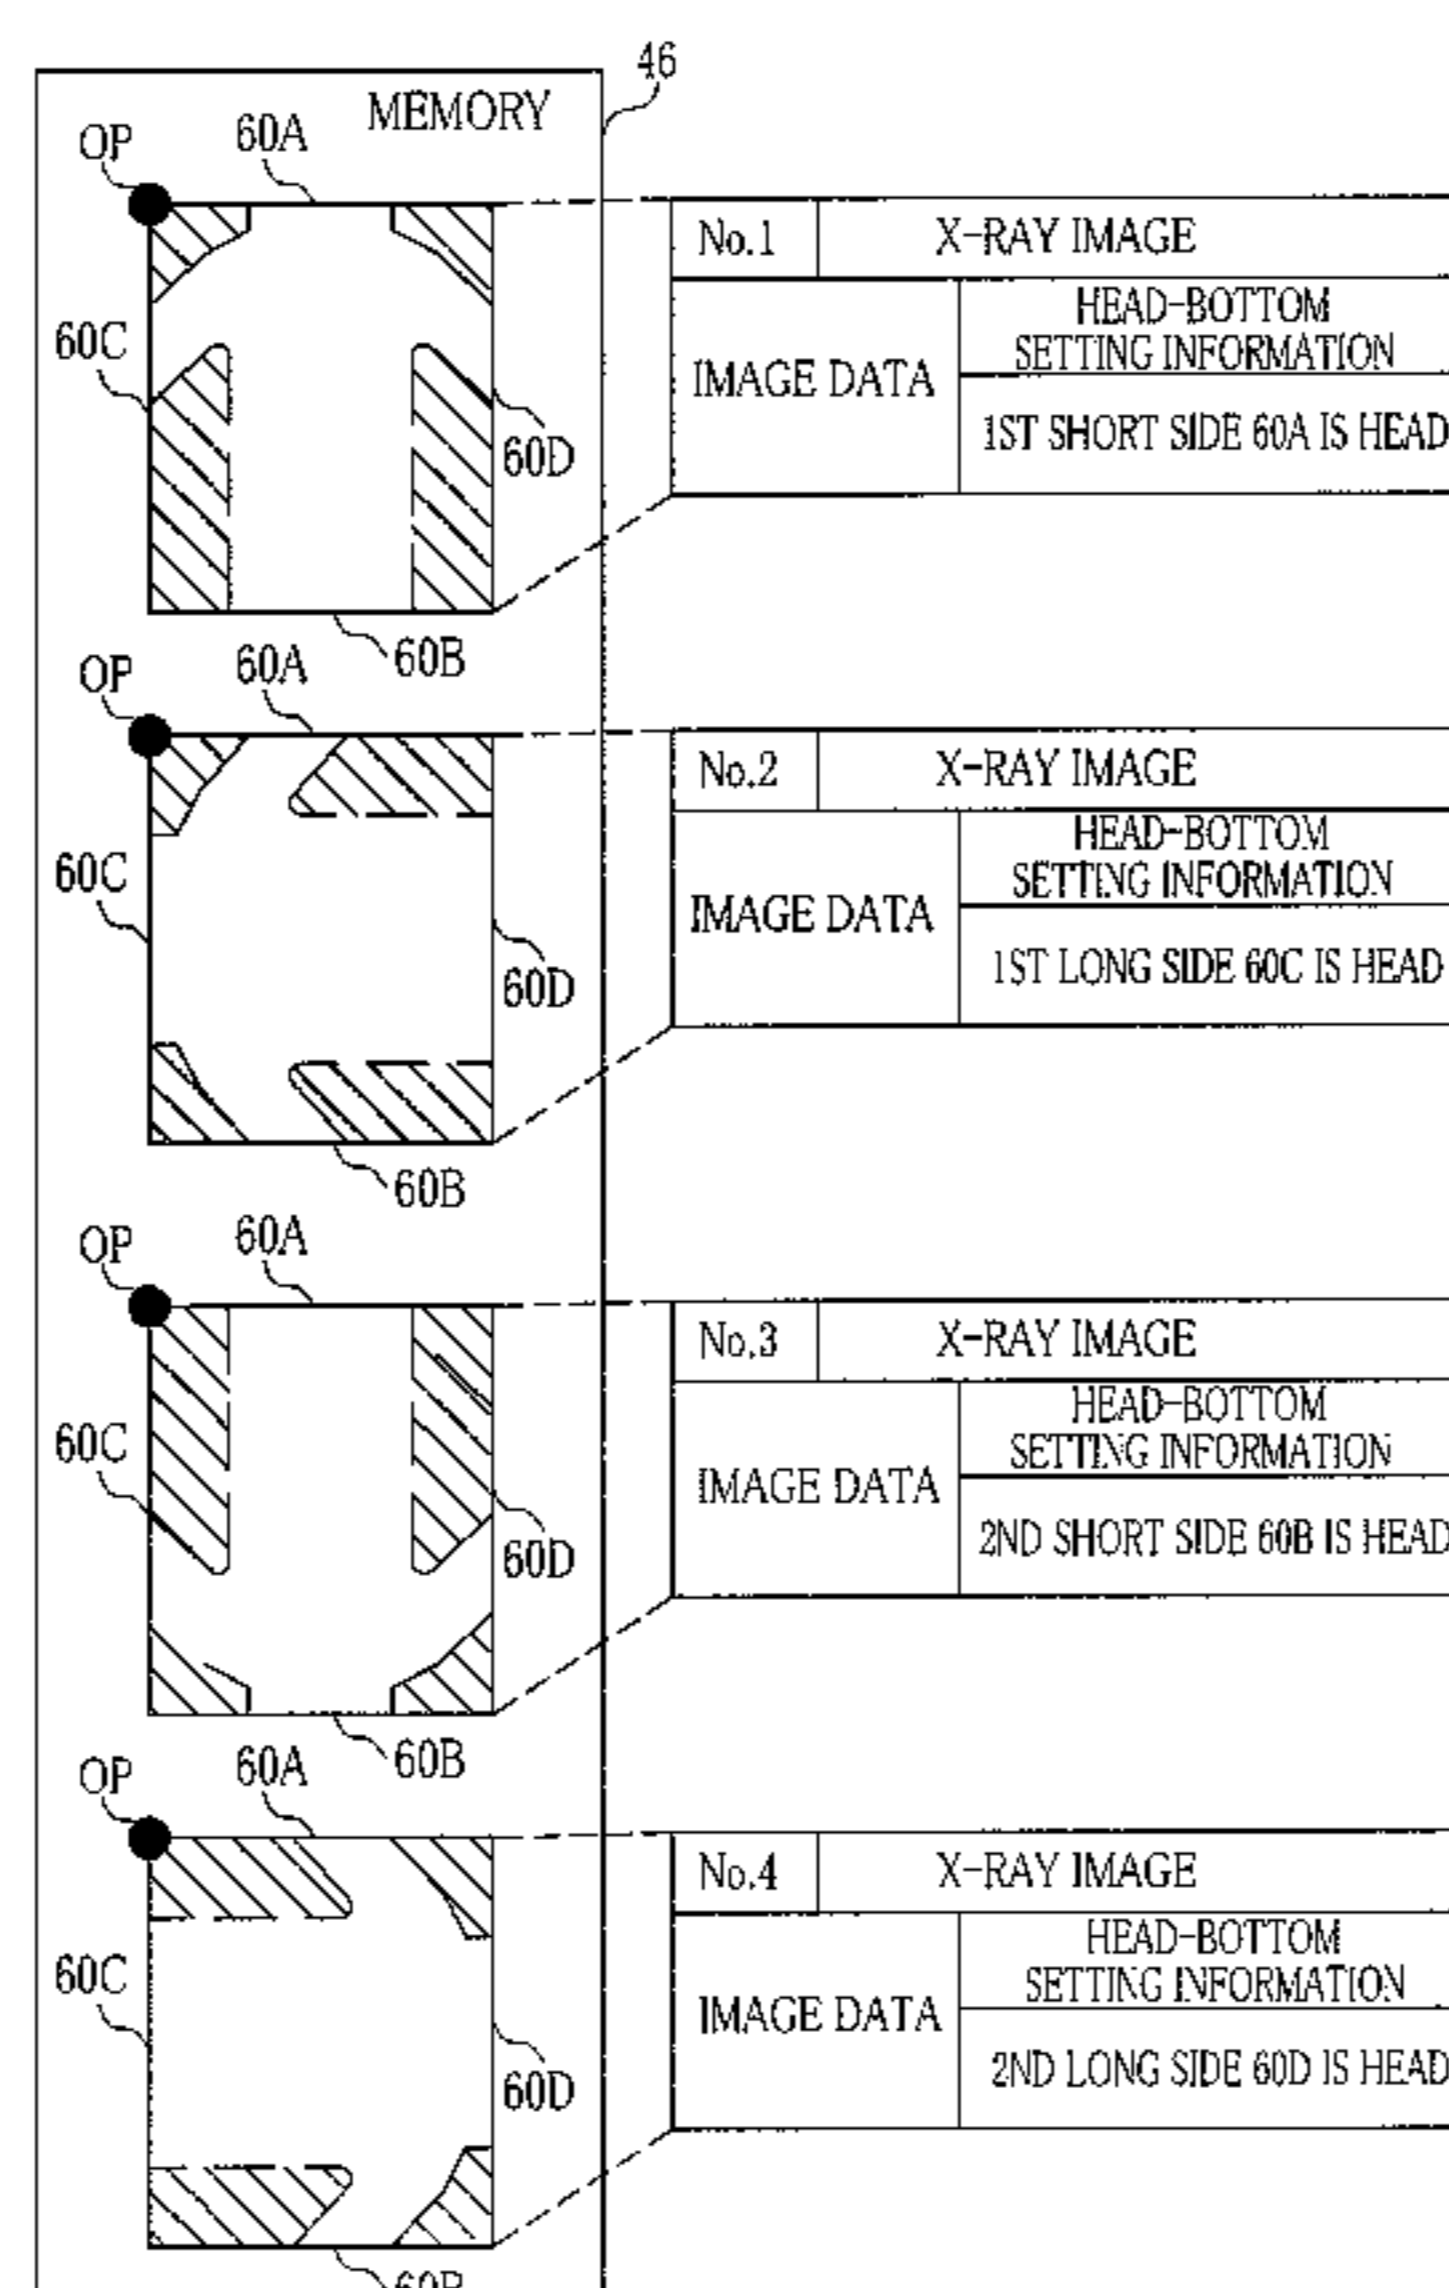 46
MEMORY
OP
60A
60C
60D
60B
No.1
X-RAY IMAGE
IMAGE DATA
HEAD-BOTTOM
SETTING INFORMATION
1ST SHORT SIDE 60A IS HEAD
OP
60A
60C
60D
60B
No.2
X-RAY IMAGE
IMAGE DATA
HEAD-BOTTOM
SETTING INFORMATION
1ST LONG SIDE 60C IS HEAD
OP
60A
60C
60D
60B
No.3
X-RAY IMAGE
IMAGE DATA
HEAD-BOTTOM
SETTING INFORMATION
2ND SHORT SIDE 60B IS HEAD
OP
60A
60C
60D
60B
No.4
X-RAY IMAGE
IMAGE DATA
HEAD-BOTTOM
SETTING INFORMATION
2ND LONG SIDE 60D IS HEAD